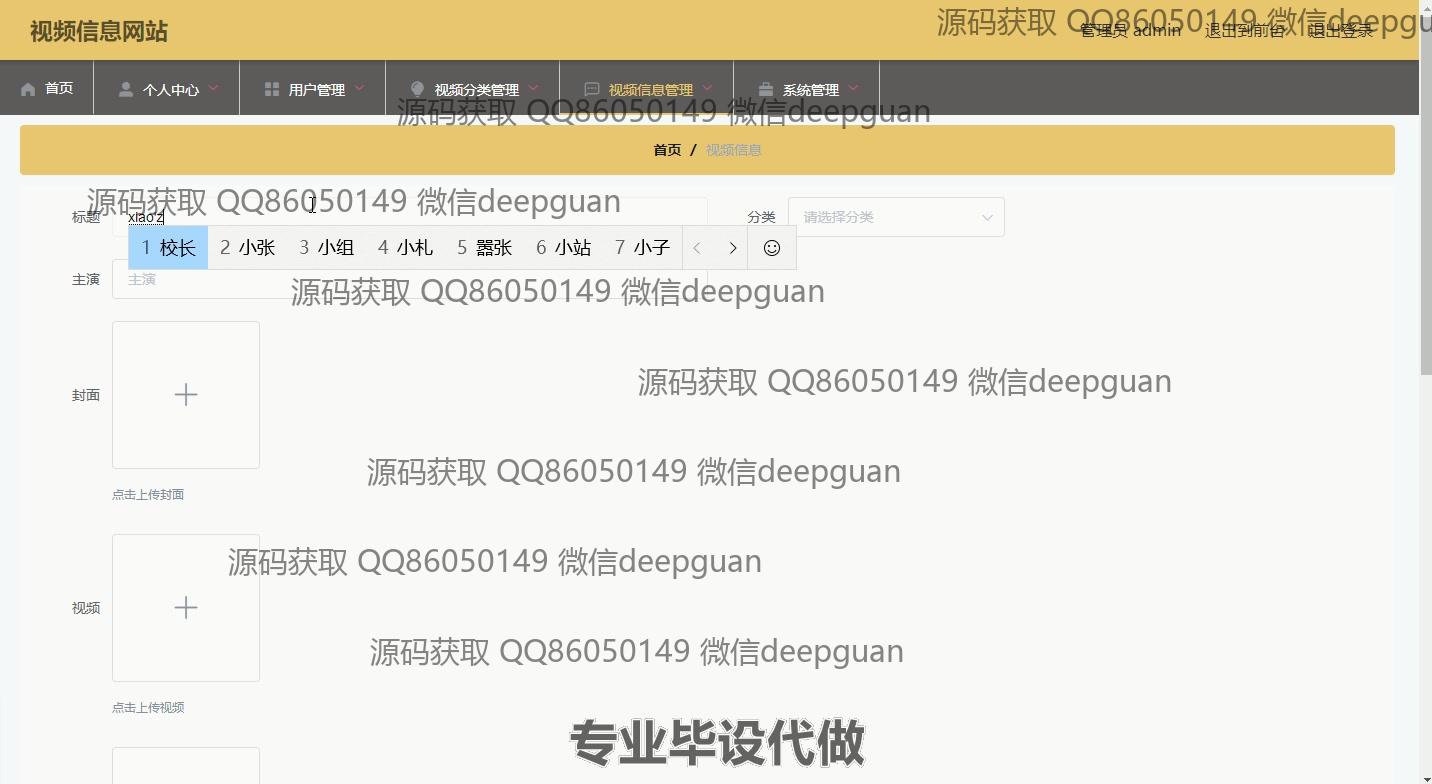 视频信息网站
源码获取 QQ86050149 微信deepgu
管理员 admin 退出到前台 退出登录
首页 个人中心 用户管理 视频分类管理 视频信息管理 系统管理
源码获取 QQ86050149 微信deepguan
首页 / 视频信息
源码获取 QQ86050149 微信deepguan
标题 xiao'z 分类 请选择分类
1 校长 2 小张 3 小组 4 小札 5 嚣张 6 小站 7 小子
主演 主演
源码获取 QQ86050149 微信deepguan
源码获取 QQ86050149 微信deepguan
封面
源码获取 QQ86050149 微信deepguan
点击上传封面
源码获取 QQ86050149 微信deepguan
视频
源码获取 QQ86050149 微信deepguan
点击上传视频
专业毕设代做